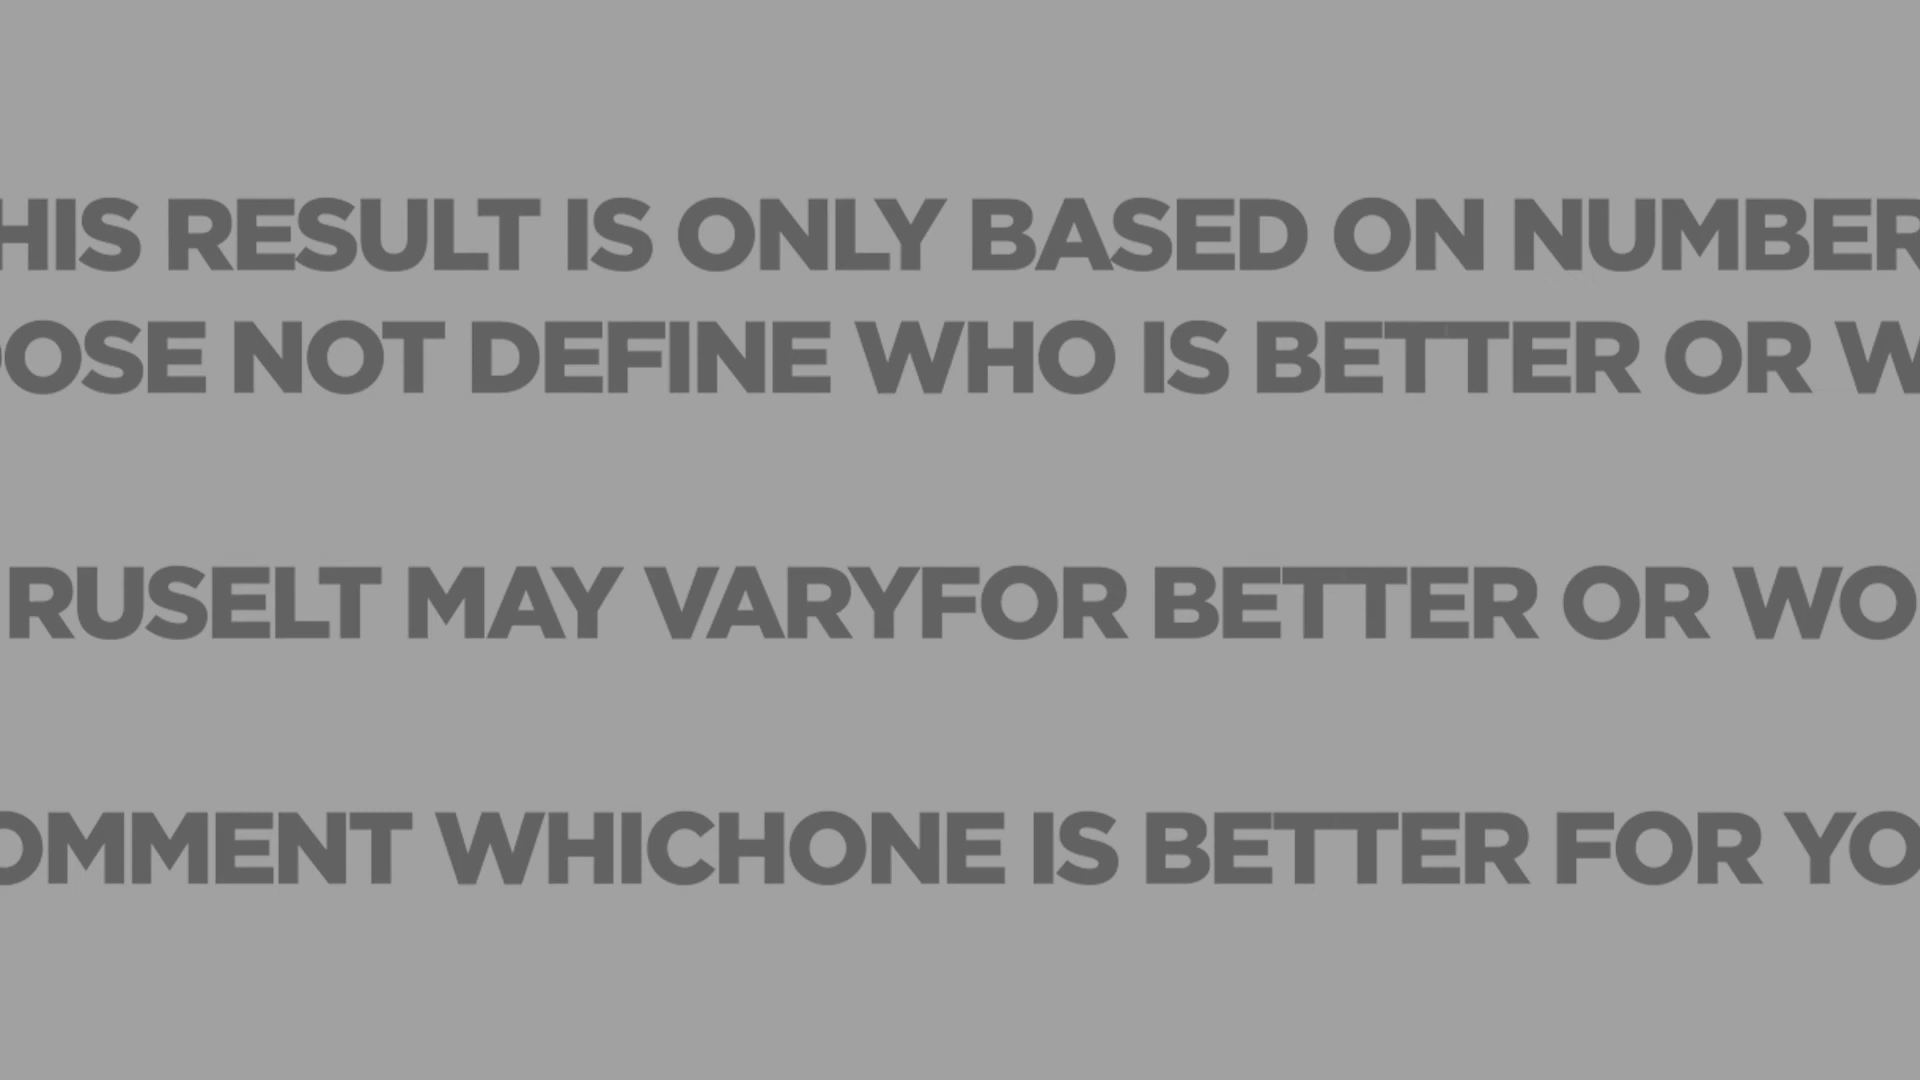 HIS RESULT IS ONLY BASED ON NUMBER
OSE NOT DEFINE WHO IS BETTER OR W
RUSELT MAY VARYFOR BETTER OR WO
OMMENT WHICHONE IS BETTER FOR YO